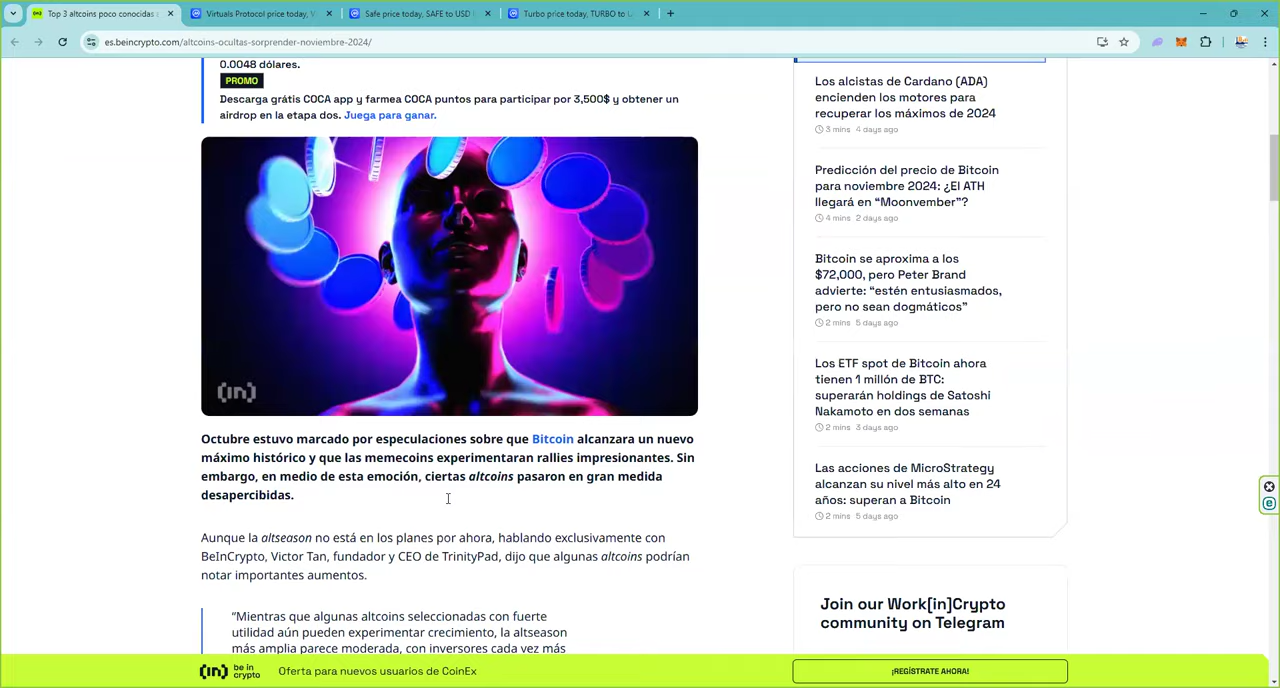 Top 3 altcoins poco conocidas
Virtuals Protocol price today, V
Safe price today, SAFE to USD
Turbo price today, TURBO to U
es.beincrypto.com/altcoins-ocultas-sorprender-noviembre-2024/
0.0048 dólares.
PROMO
Descarga grátis COCA app y farmea COCA puntos para participar por 3,500$ y obtener un
airdrop en la etapa dos. Juega para ganar.
(in)
Octubre estuvo marcado por especulaciones sobre que Bitcoin alcanzara un nuevo
máximo histórico y que las memecoins experimentaran rallies impresionantes. Sin
embargo, en medio de esta emoción, ciertas altcoins pasaron en gran medida
desapercibidas.
Aunque la altseason no está en los planes por ahora, hablando exclusivamente con
BeInCrypto, Victor Tan, fundador y CEO de TrinityPad, dijo que algunas altcoins podrían
notar importantes aumentos.
“Mientras que algunas altcoins seleccionadas con fuerte
utilidad aún pueden experimentar crecimiento, la altseason
más amplia parece moderada, con inversores cada vez más
Los alcistas de Cardano (ADA)
encienden los motores para
recuperar los máximos de 2024
3 mins 4 days ago
Predicción del precio de Bitcoin
para noviembre 2024: ¿El ATH
llegará en “Moonvember”?
4 mins 2 days ago
Bitcoin se aproxima a los
$72,000, pero Peter Brand
advierte: “estén entusiasmados,
pero no sean dogmáticos”
2 mins 5 days ago
Los ETF spot de Bitcoin ahora
tienen 1 millón de BTC:
superarán holdings de Satoshi
Nakamoto en dos semanas
2 mins 3 days ago
Las acciones de MicroStrategy
alcanzan su nivel más alto en 24
años: superan a Bitcoin
2 mins 5 days ago
Join our Work[in]Crypto
community on Telegram
(in) be in
crypto
Oferta para nuevos usuarios de CoinEx
¡REGÍSTRATE AHORA!